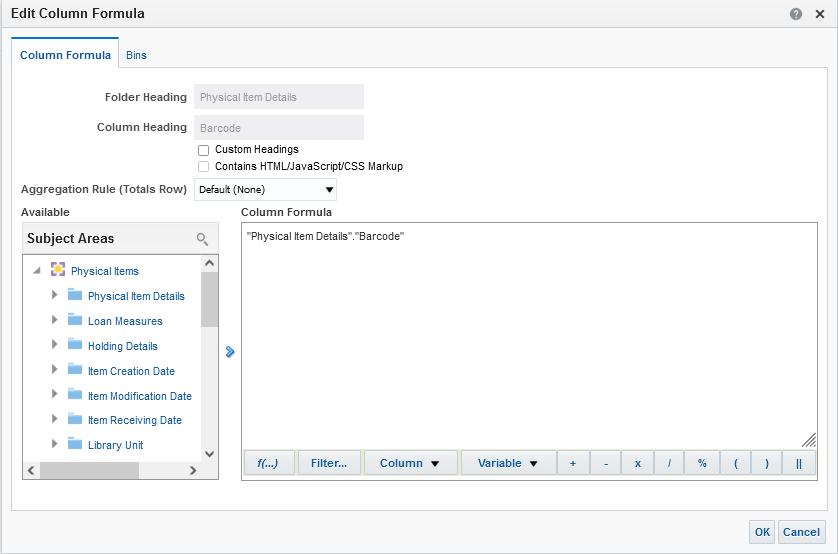 Edit Column Formula
Column Formula Bins
Folder Heading Physical Item Details
Column Heading Barcode
Custom Headings
Contains HTML/JavaScript/CSS Markup
Aggregation Rule (Totals Row) Default (None)
Available Column Formula
Subject Areas
"Physical Item Details"."Barcode"
Physical Items
Physical Item Details
Loan Measures
Holding Details
Item Creation Date
Item Modification Date
Item Receiving Date
Library Unit
f(...) Filter... Column Variable + - x / % ( ) ||
OK Cancel